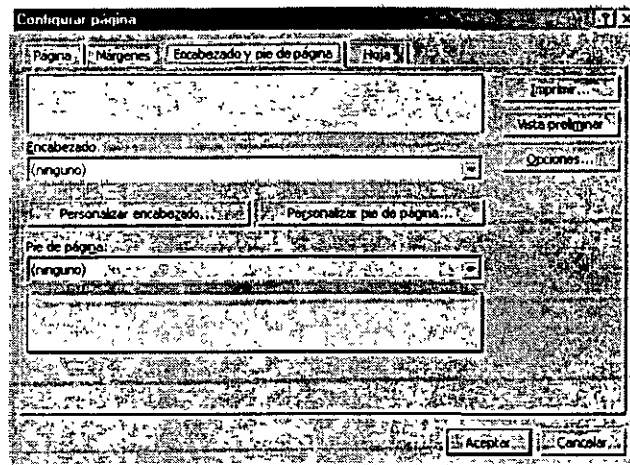 Configurar página
Página Márgenes Encabezado y pie de página Hoja
Imprimir...
Vista preliminar
Encabezado
(ninguno)
Opciones...
Personalizar encabezado... Personalizar pie de página...
Pie de página:
(ninguno)
Aceptar Cancelar